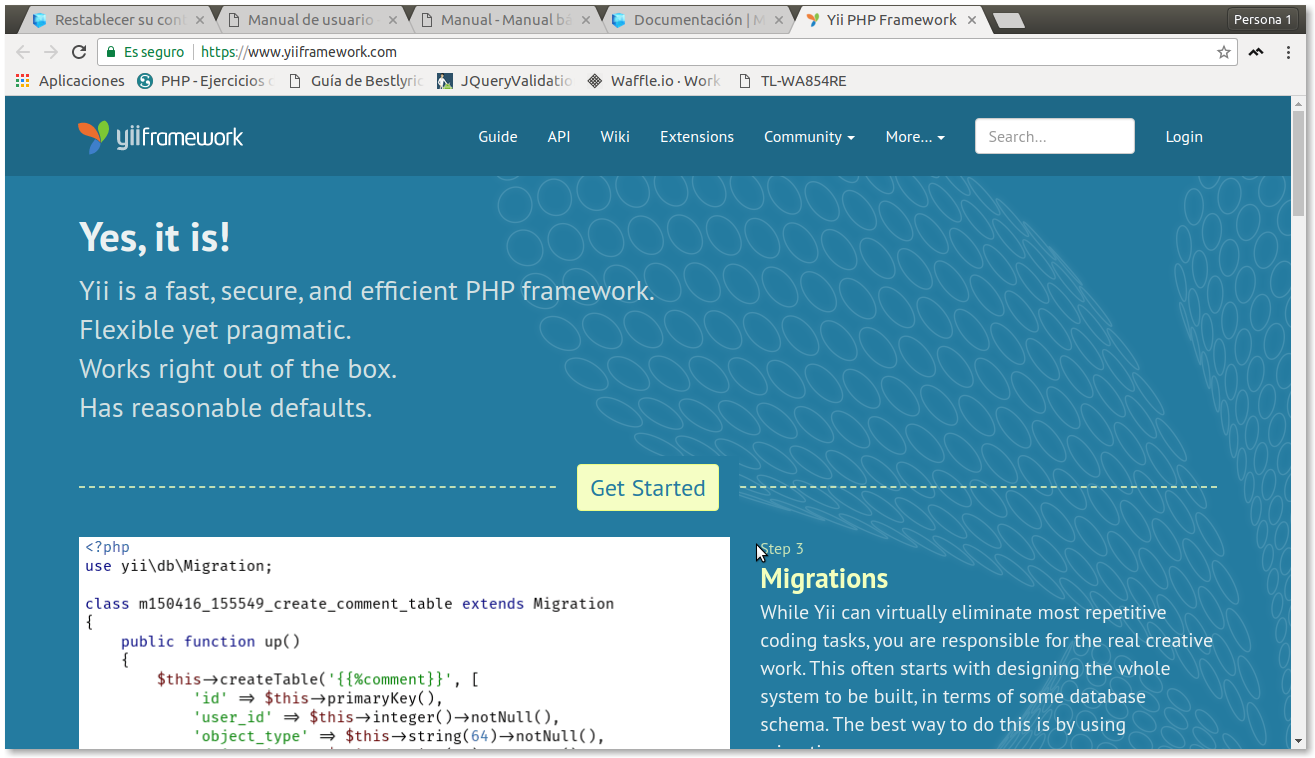 Restablecer su con
Manual de usuario
Manual - Manual bá
Documentación | M
Yii PHP Framework
Persona 1
Es seguro
https://www.yiiframework.com
Aplicaciones
PHP - Ejercicios
Guía de Bestlyric
JQueryValidatio
Waffle.io · Work
TL-WA854RE
yiiframework
Guide
API
Wiki
Extensions
Community
More...
Search...
Login
Yes, it is!
Yii is a fast, secure, and efficient PHP framework.
Flexible yet pragmatic.
Works right out of the box.
Has reasonable defaults.
Get Started
<?php
use yii\db\Migration;
class m150416_155549_create_comment_table extends Migration
{
public function up()
{
$this->createTable('{{%comment}}', [
'id' => $this->primaryKey(),
'user_id' => $this->integer()->notNull(),
'object_type' => $this->string(64)->notNull(),
Step 3
Migrations
While Yii can virtually eliminate most repetitive
coding tasks, you are responsible for the real creative
work. This often starts with designing the whole
system to be built, in terms of some database
schema. The best way to do this is by using